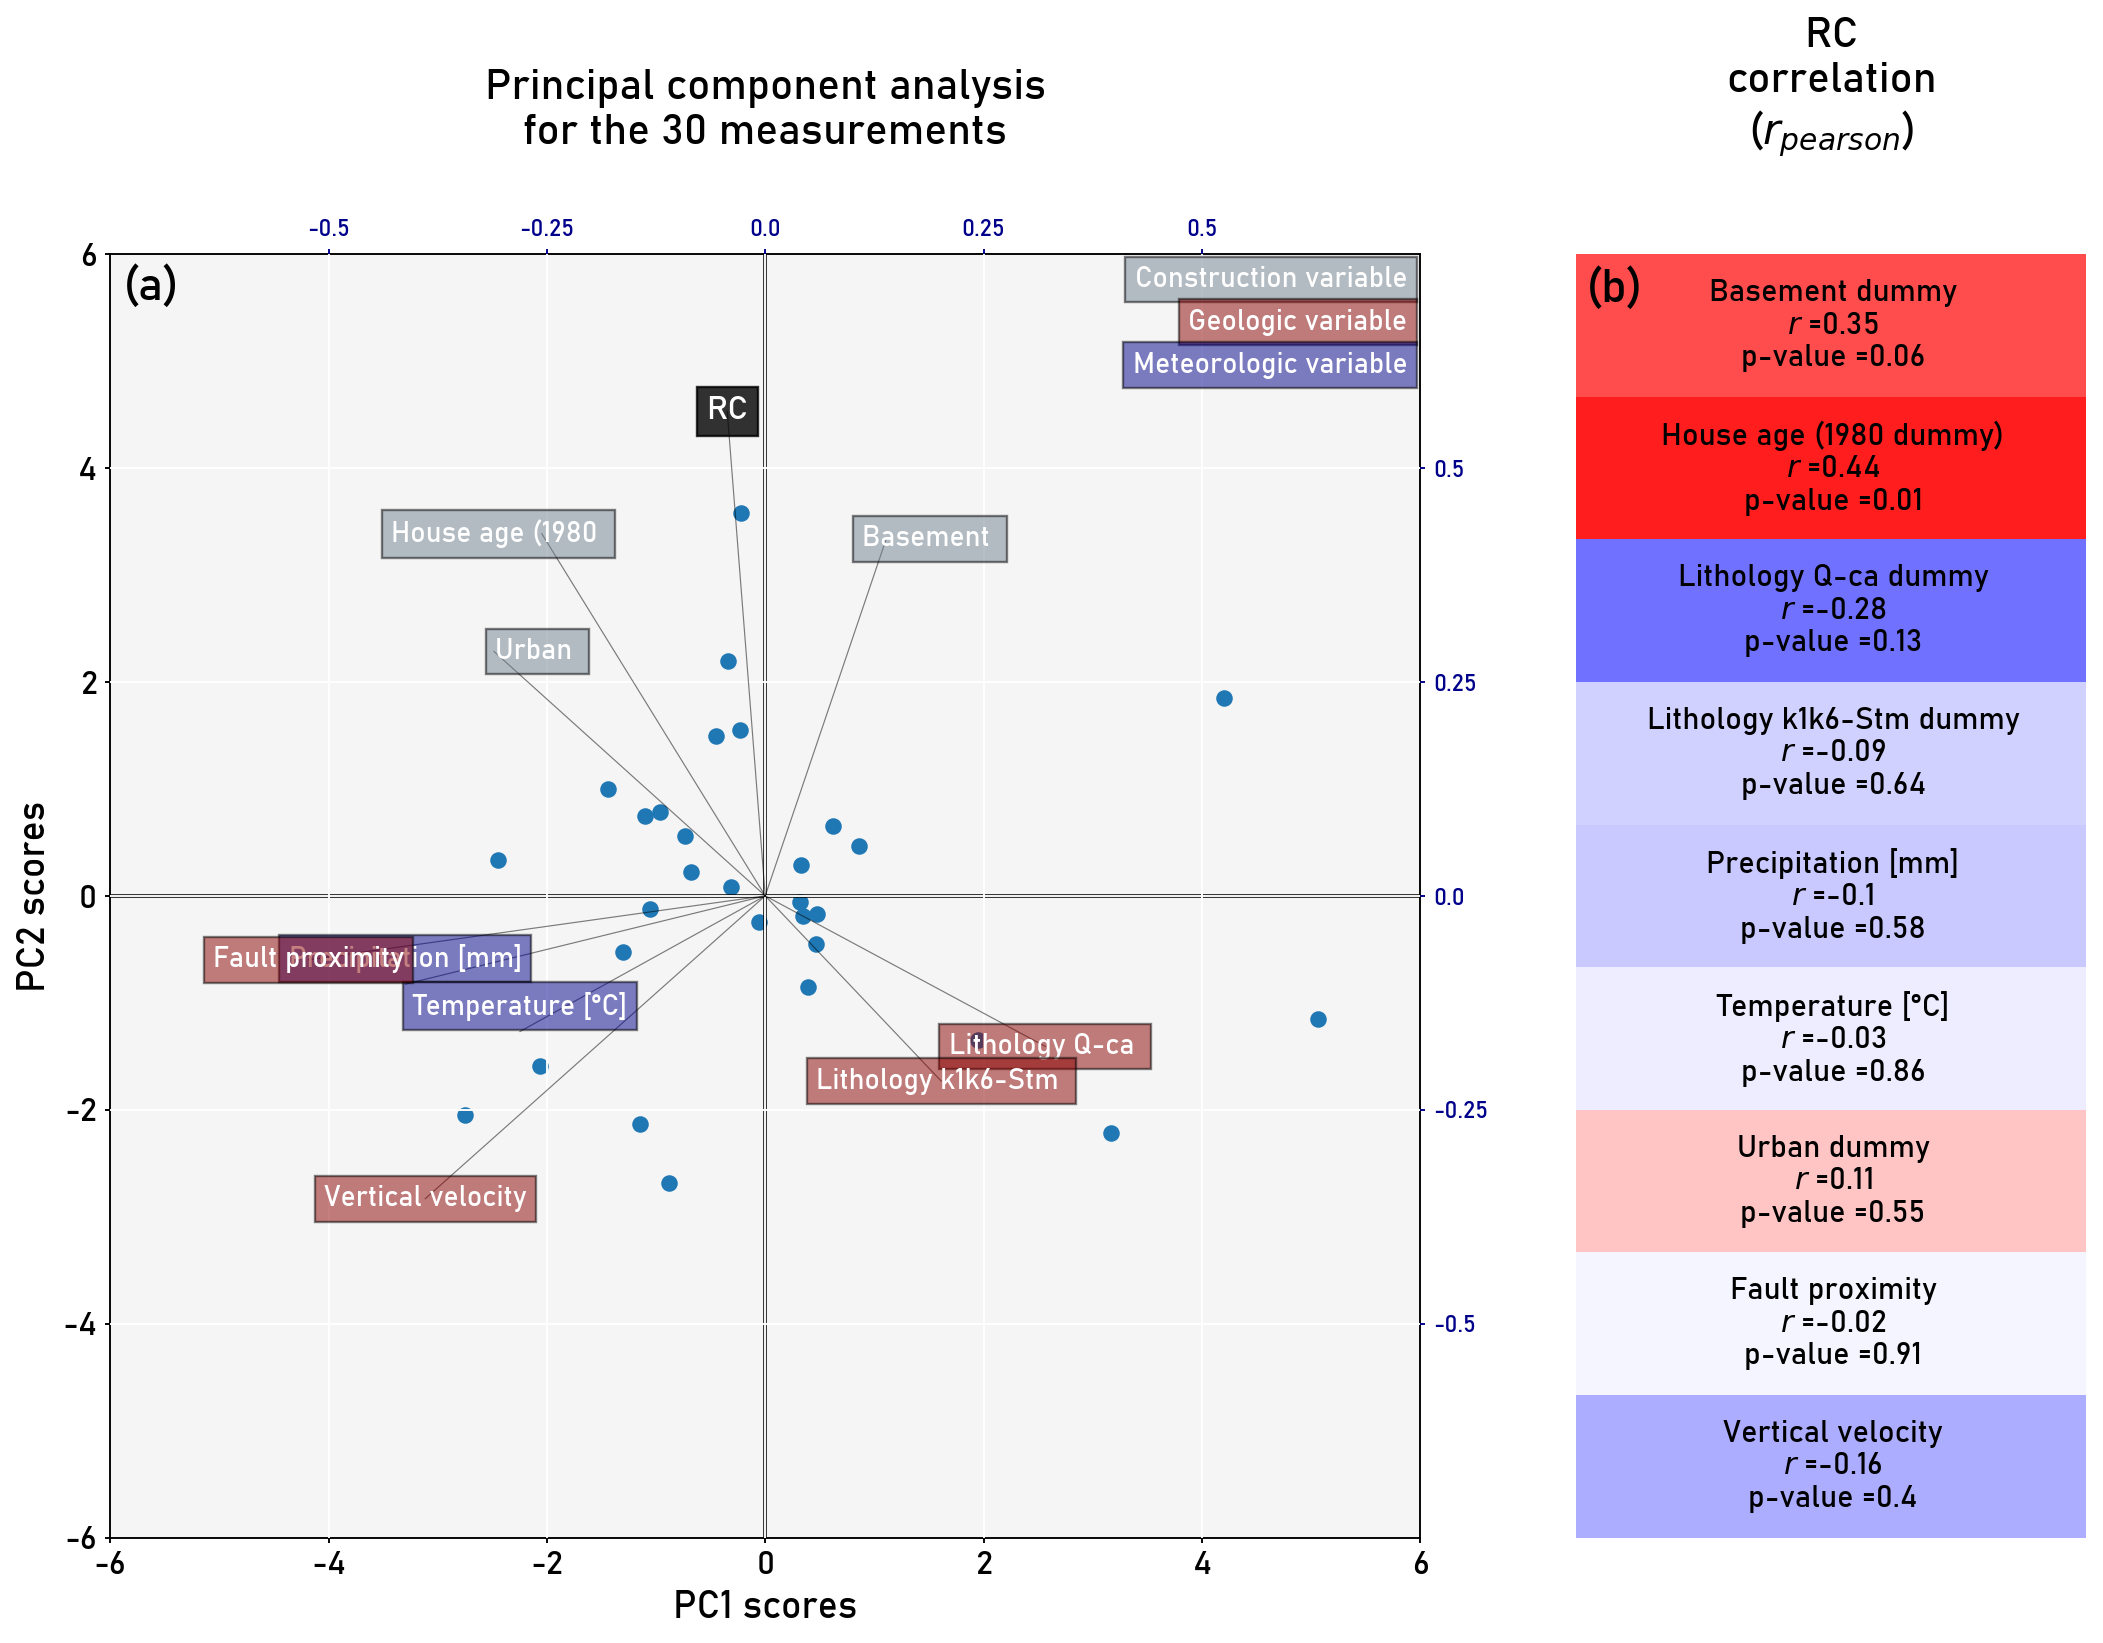 Principal component analysis
for the 30 measurements
RC
correlation
(r_pearson)
-0.5 -0.25 0.0 0.25 0.5
(a)
Construction variable
Geologic variable
Meteorologic variable
RC
House age (1980
Basement
Urban
Fault proximity
Precipitation [mm]
Temperature [°C]
Lithology Q-ca
Lithology k1k6-Stm
Vertical velocity
6
4
2
0
-2
-4
-6
PC2 scores
0.5
0.25
0.0
-0.25
-0.5
-6 -4 -2 0 2 4 6
PC1 scores
(b)
Basement dummy
r =0.35
p-value =0.06
House age (1980 dummy)
r =0.44
p-value =0.01
Lithology Q-ca dummy
r =-0.28
p-value =0.13
Lithology k1k6-Stm dummy
r =-0.09
p-value =0.64
Precipitation [mm]
r =-0.1
p-value =0.58
Temperature [°C]
r =-0.03
p-value =0.86
Urban dummy
r =0.11
p-value =0.55
Fault proximity
r =-0.02
p-value =0.91
Vertical velocity
r =-0.16
p-value =0.4